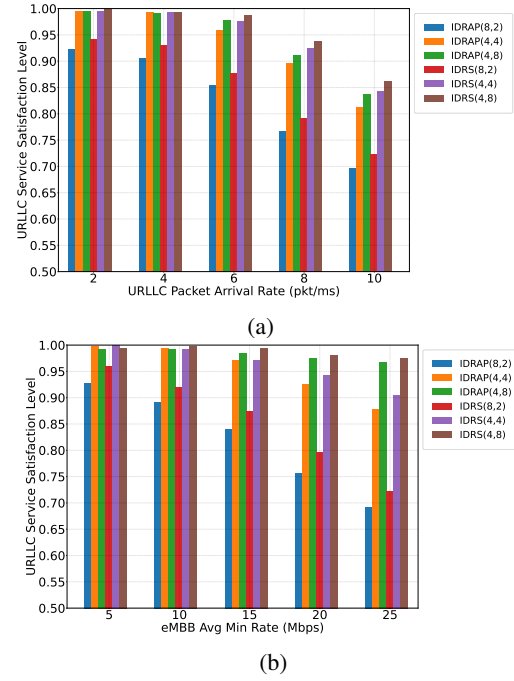 1.00
0.95
0.90
0.85
0.80
0.75
0.70
0.65
0.60
0.55
0.50
URLLC Service Satisfaction Level
2 4 6 8 10
URLLC Packet Arrival Rate (pkt/ms)
IDRAP(8,2)
IDRAP(4,4)
IDRAP(4,8)
IDRS(8,2)
IDRS(4,4)
IDRS(4,8)
(a)
1.00
0.95
0.90
0.85
0.80
0.75
0.70
0.65
0.60
0.55
0.50
URLLC Service Satisfaction Level
5 10 15 20 25
eMBB Avg Min Rate (Mbps)
IDRAP(8,2)
IDRAP(4,4)
IDRAP(4,8)
IDRS(8,2)
IDRS(4,4)
IDRS(4,8)
(b)